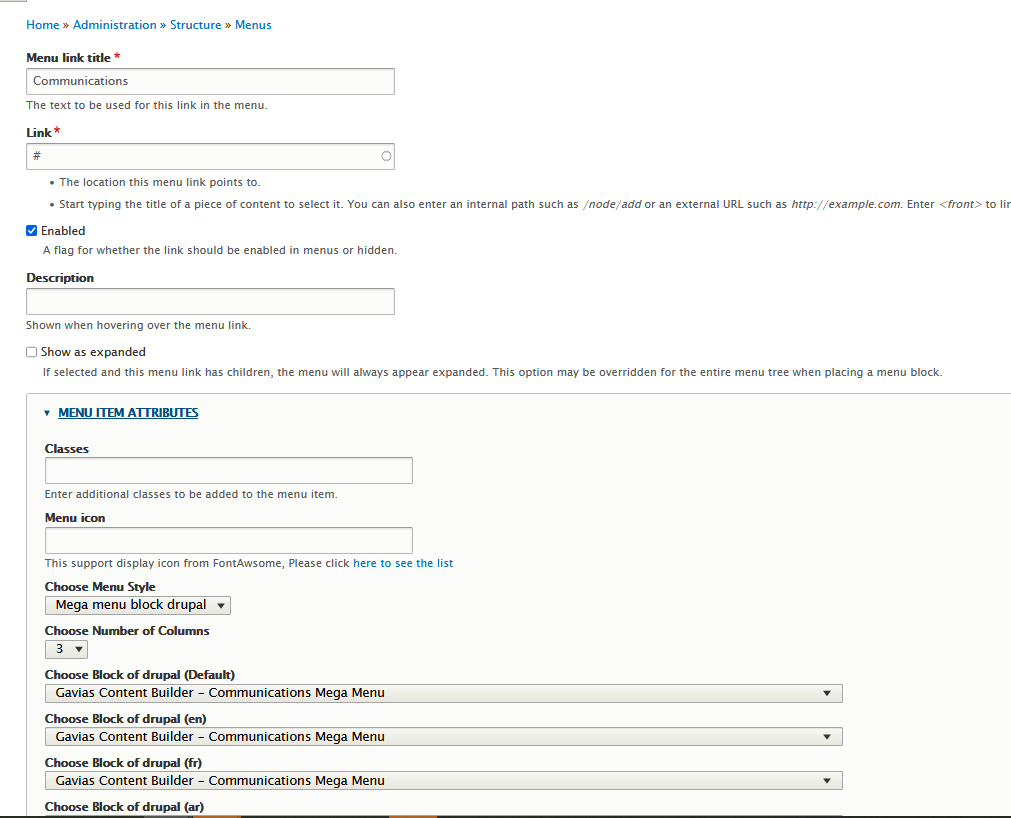 Home » Administration » Structure » Menus
Menu link title *
Communications
The text to be used for this link in the menu.
Link *
#
• The location this menu link points to.
• Start typing the title of a piece of content to select it. You can also enter an internal path such as /node/add or an external URL such as http://example.com. Enter <front> to lin
Enabled
A flag for whether the link should be enabled in menus or hidden.
Description
Shown when hovering over the menu link.
Show as expanded
If selected and this menu link has children, the menu will always appear expanded. This option may be overridden for the entire menu tree when placing a menu block.
MENU ITEM ATTRIBUTES
Classes
Enter additional classes to be added to the menu item.
Menu icon
This support display icon from FontAwsome, Please click here to see the list
Choose Menu Style
Mega menu block drupal
Choose Number of Columns
3
Choose Block of drupal (Default)
Gavias Content Builder - Communications Mega Menu
Choose Block of drupal (en)
Gavias Content Builder - Communications Mega Menu
Choose Block of drupal (fr)
Gavias Content Builder - Communications Mega Menu
Choose Block of drupal (ar)